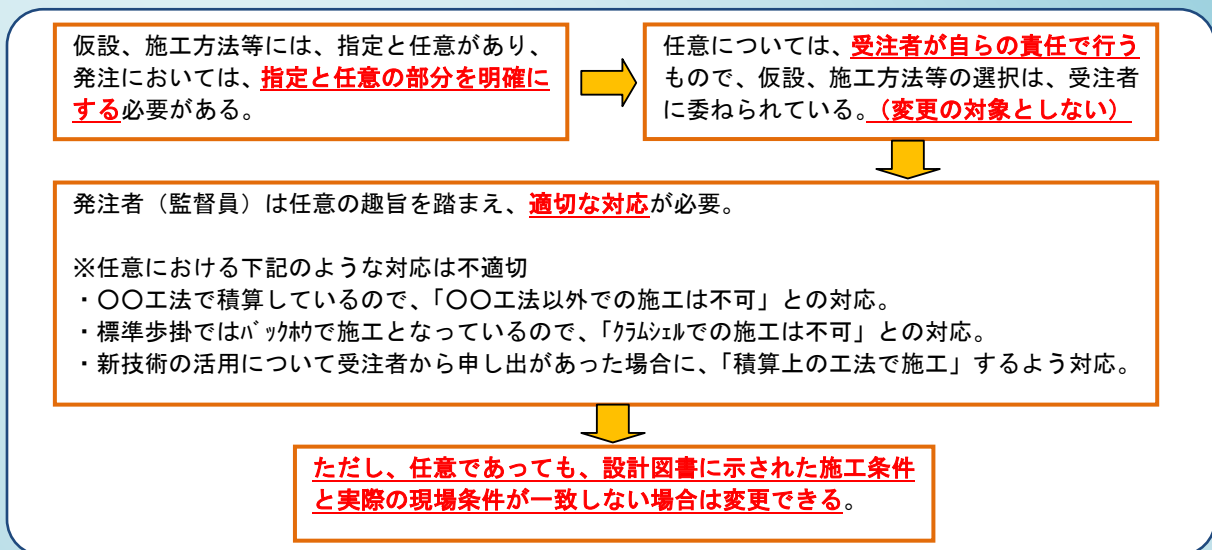 仮設、施工方法等には、指定と任意があり、
発注においては、指定と任意の部分を明確に
する必要がある。
任意については、受注者が自らの責任で行う
もので、仮設、施工方法等の選択は、受注者
に委ねられている。（変更の対象としない）
発注者（監督員）は任意の趣旨を踏まえ、適切な対応が必要。
※任意における下記のような対応は不適切
・〇〇工法で積算しているので、「〇〇工法以外での施工は不可」との対応。
・標準歩掛ではﾊﾞｯｸﾎｳで施工となっているので、「ｸﾗﾑｼｪﾙでの施工は不可」との対応。
・新技術の活用について受注者から申し出があった場合に、「積算上の工法で施工」するよう対応。
ただし、任意であっても、設計図書に示された施工条件
と実際の現場条件が一致しない場合は変更できる。